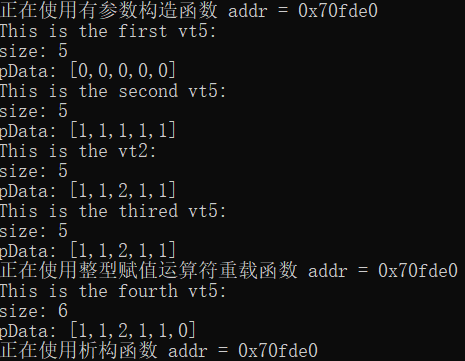 正在使用有参数构造函数 addr = 0x70fde0
This is the first vt5:
size: 5
pData: [0,0,0,0,0]
This is the second vt5:
size: 5
pData: [1,1,1,1,1]
This is the vt2:
size: 5
pData: [1,1,2,1,1]
This is the thired vt5:
size: 5
pData: [1,1,2,1,1]
正在使用整型赋值运算符重载函数 addr = 0x70fde0
This is the fourth vt5:
size: 6
pData: [1,1,2,1,1,0]
正在使用析构函数 addr = 0x70fde0